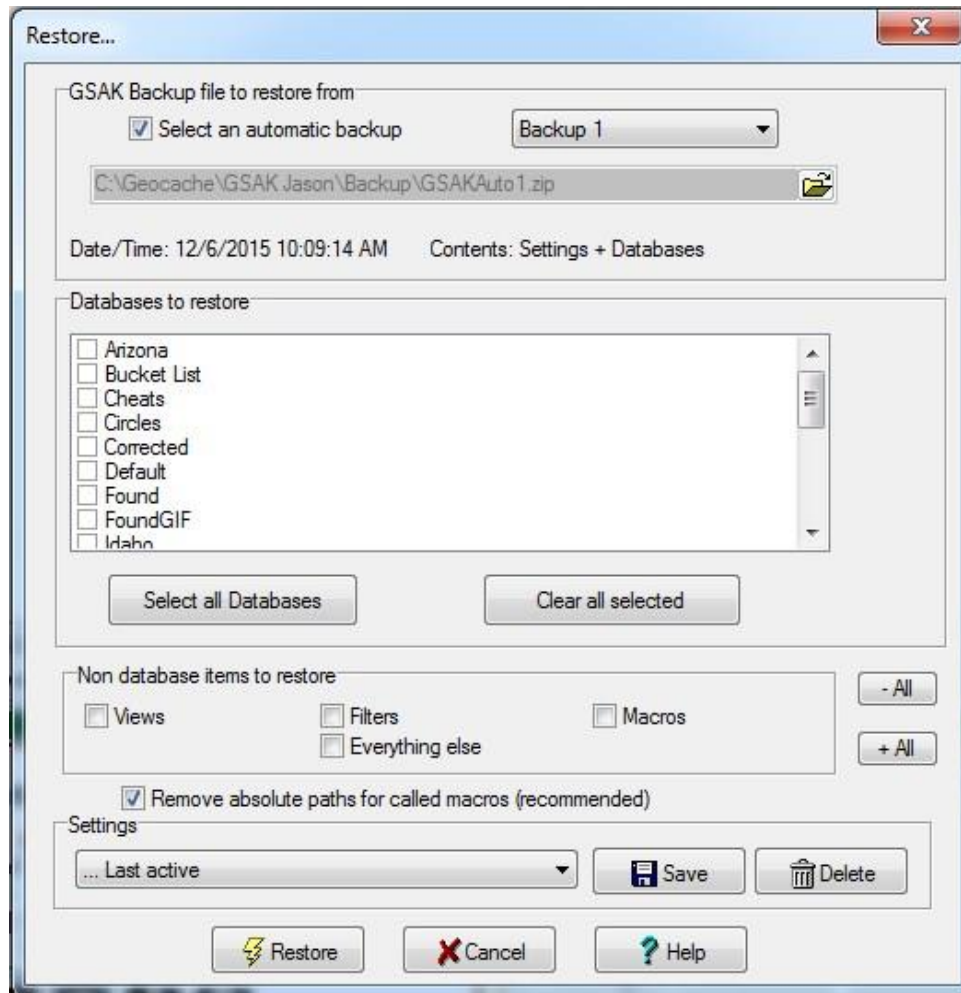 Restore...
GSAK Backup file to restore from
Select an automatic backup Backup 1
C:\Geocache\GSAK Jason\Backup\GSAKAuto1.zip
Date/Time: 12/6/2015 10:09:14 AM Contents: Settings + Databases
Databases to restore
Arizona
Bucket List
Cheats
Circles
Corrected
Default
Found
FoundGIF
Idaho
Select all Databases Clear all selected
Non database items to restore
- All
Views Filters Macros
Everything else + All
Remove absolute paths for called macros (recommended)
Settings
... Last active Save Delete
Restore Cancel ? Help